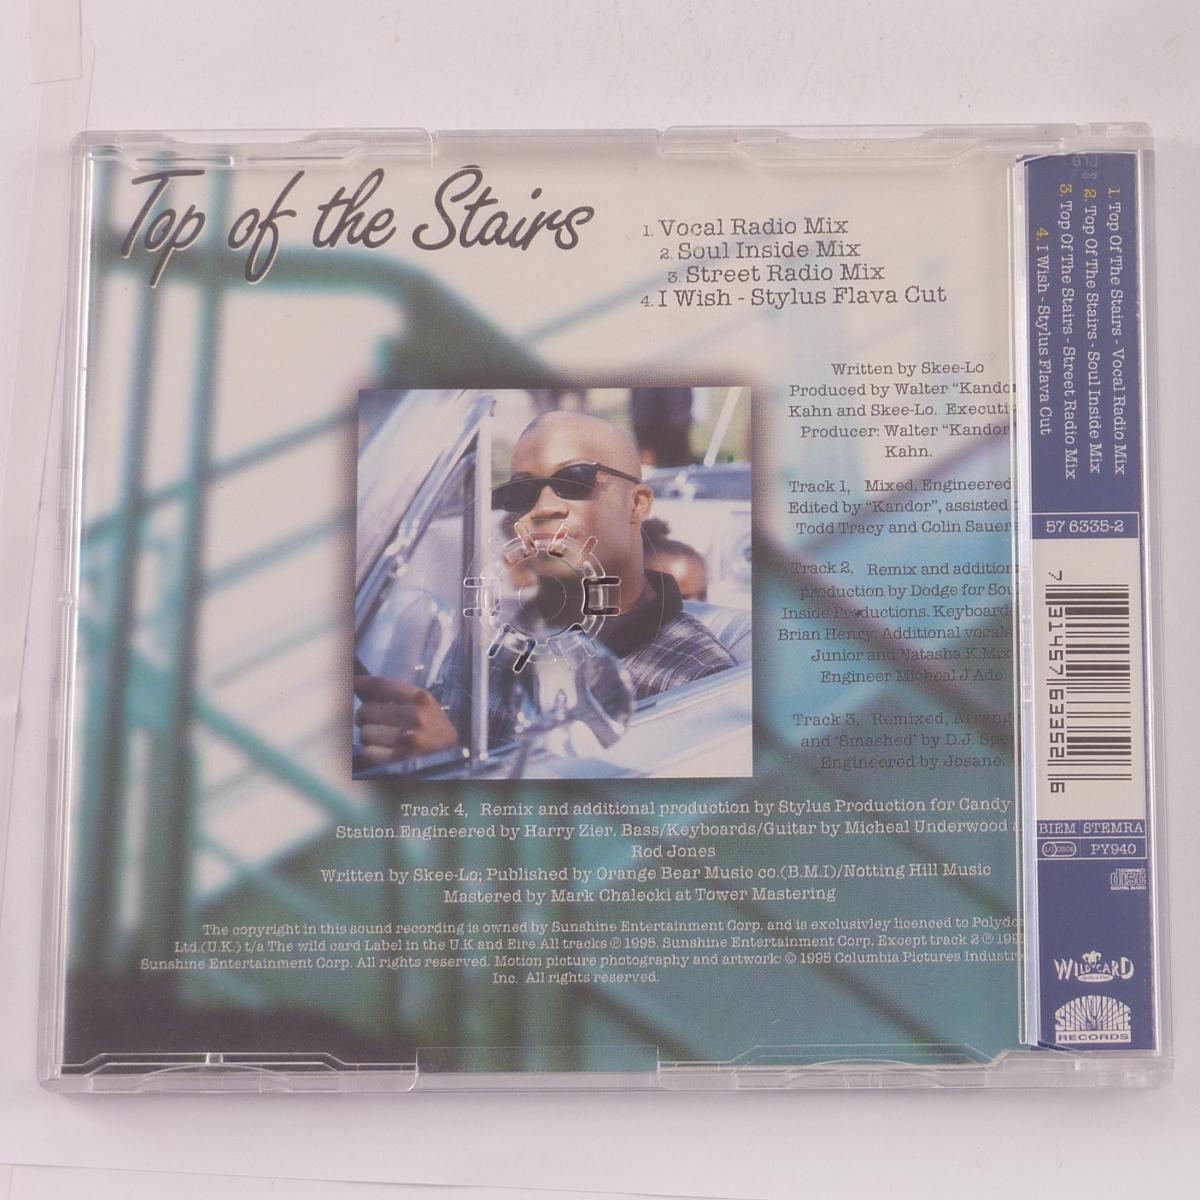 Top of the Stairs
1. Vocal Radio Mix
2. Soul Inside Mix
3. Street Radio Mix
4. I Wish - Stylus Flava Cut
Written by Skee-Lo
Produced by Walter “Kandor
Kahn and Skee-Lo. Executi
Producer: Walter “Kandor”
Kahn.
Track 1, Mixed, Engineered
Edited by “Kandor”, assisted
Todd Tracy and Colin Sauer
Track 2, Remix and addition
production by Dodge for Sou
Inside Productions. Keyboard
Brian Henry. Additional vocals
Junior and Natasha K.Mix
Engineer Micheal J Ade
Track 3, Remixed, Arrang
and ‘Smashed’ by D.J.
Engineered by Josane.
Track 4, Remix and additional production by Stylus Production for Candy
Station.Engineered by Harry Zier. Bass/Keyboards/Guitar by Micheal Underwood
Rod Jones
Written by Skee-Lo; Published by Orange Bear Music co.(B.M.I)/Notting Hill Music
Mastered by Mark Chalecki at Tower Mastering
The copyright in this sound recording is owned by Sunshine Entertainment Corp. and is exclusivley licenced to Polydo
Ltd.(U.K.) t/a The wild card Label in the U.K and Eire.All tracks ℗ 1995. Sunshine Entertainment Corp, Except track 2 ℗ 199
Sunshine Entertainment Corp. All rights reserved. Motion picture photography and artwork: © 1995 Columbia Pictures Industr
Inc. All rights reserved.
1. Top Of The Stairs - Vocal Radio Mix
2. Top Of The Stairs - Soul Inside Mix
3. Top Of The Stairs - Street Radio Mix
4. I Wish - Stylus Flava Cut
57 6335-2
7 31457 63352 6
BIEM STEMRA
PY940
COMPACT
disc
DIGITAL AUDIO
WILD CARD
SUNSHINE
RECORDS